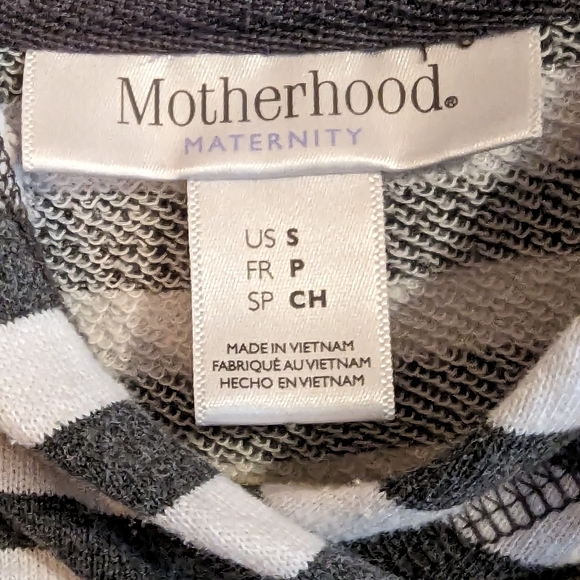 Motherhood®
MATERNITY
US S
FR P
SP CH
MADE IN VIETNAM
FABRIQUÉ AU VIETNAM
HECHO EN VIETNAM